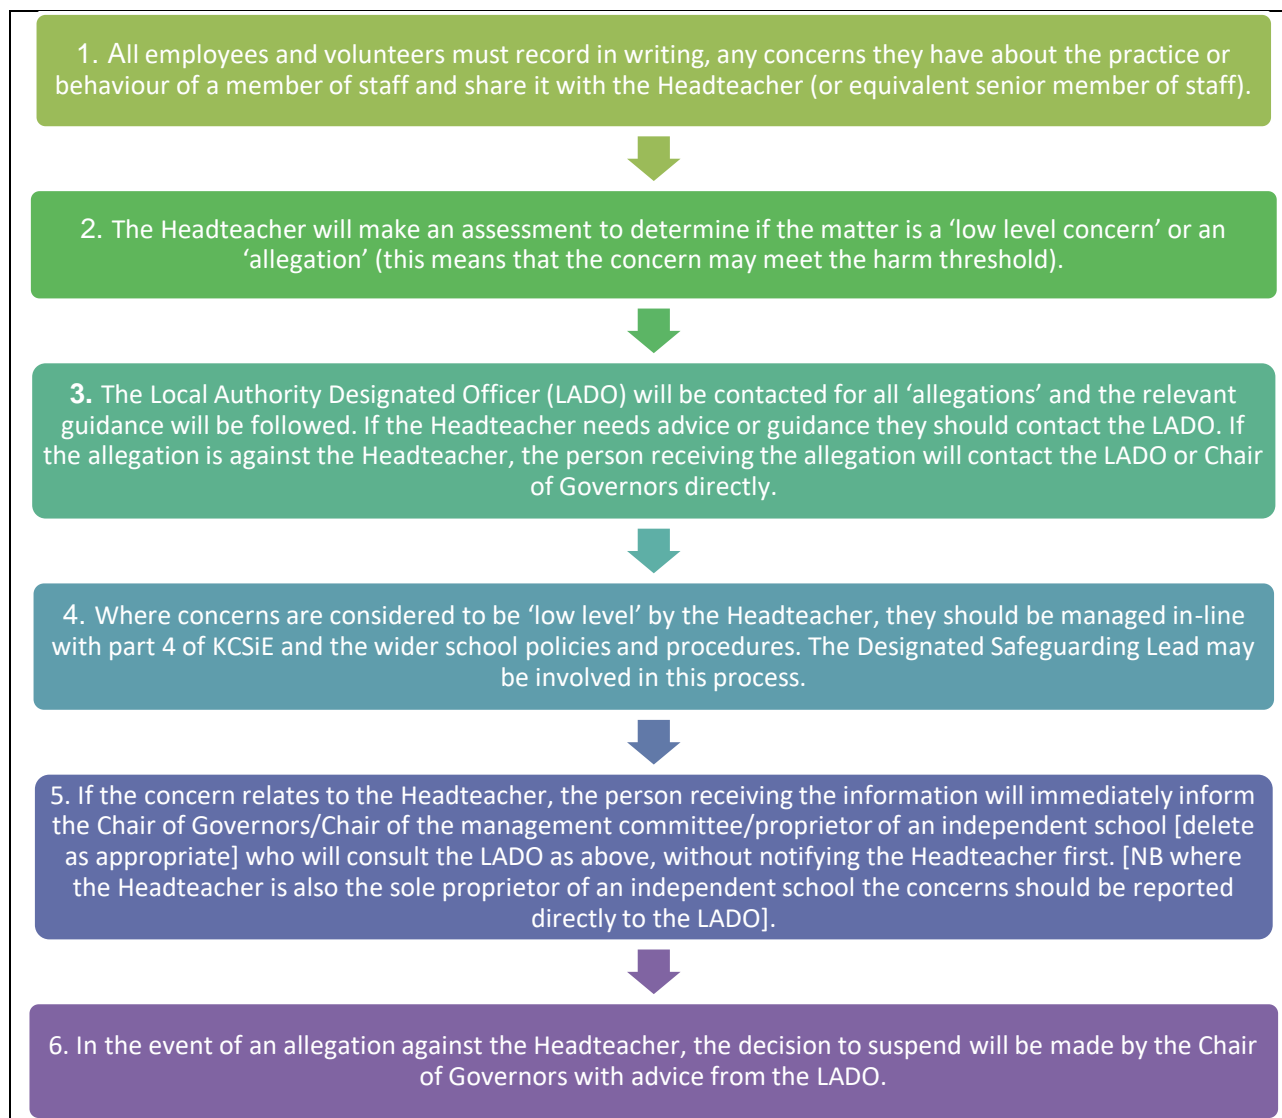 1. All employees and volunteers must record in writing, any concerns they have about the practice or
behaviour of a member of staff and share it with the Headteacher (or equivalent senior member of staff).
2. The Headteacher will make an assessment to determine if the matter is a ‘low level concern’ or an
‘allegation’ (this means that the concern may meet the harm threshold).
3. The Local Authority Designated Officer (LADO) will be contacted for all ‘allegations’ and the relevant
guidance will be followed. If the Headteacher needs advice or guidance they should contact the LADO. If
the allegation is against the Headteacher, the person receiving the allegation will contact the LADO or Chair
of Governors directly.
4. Where concerns are considered to be ‘low level’ by the Headteacher, they should be managed in-line
with part 4 of KCSiE and the wider school policies and procedures. The Designated Safeguarding Lead may
be involved in this process.
5. If the concern relates to the Headteacher, the person receiving the information will immediately inform
the Chair of Governors/Chair of the management committee/proprietor of an independent school [delete
as appropriate] who will consult the LADO as above, without notifying the Headteacher first. [NB where
the Headteacher is also the sole proprietor of an independent school the concerns should be reported
directly to the LADO].
6. In the event of an allegation against the Headteacher, the decision to suspend will be made by the Chair
of Governors with advice from the LADO.